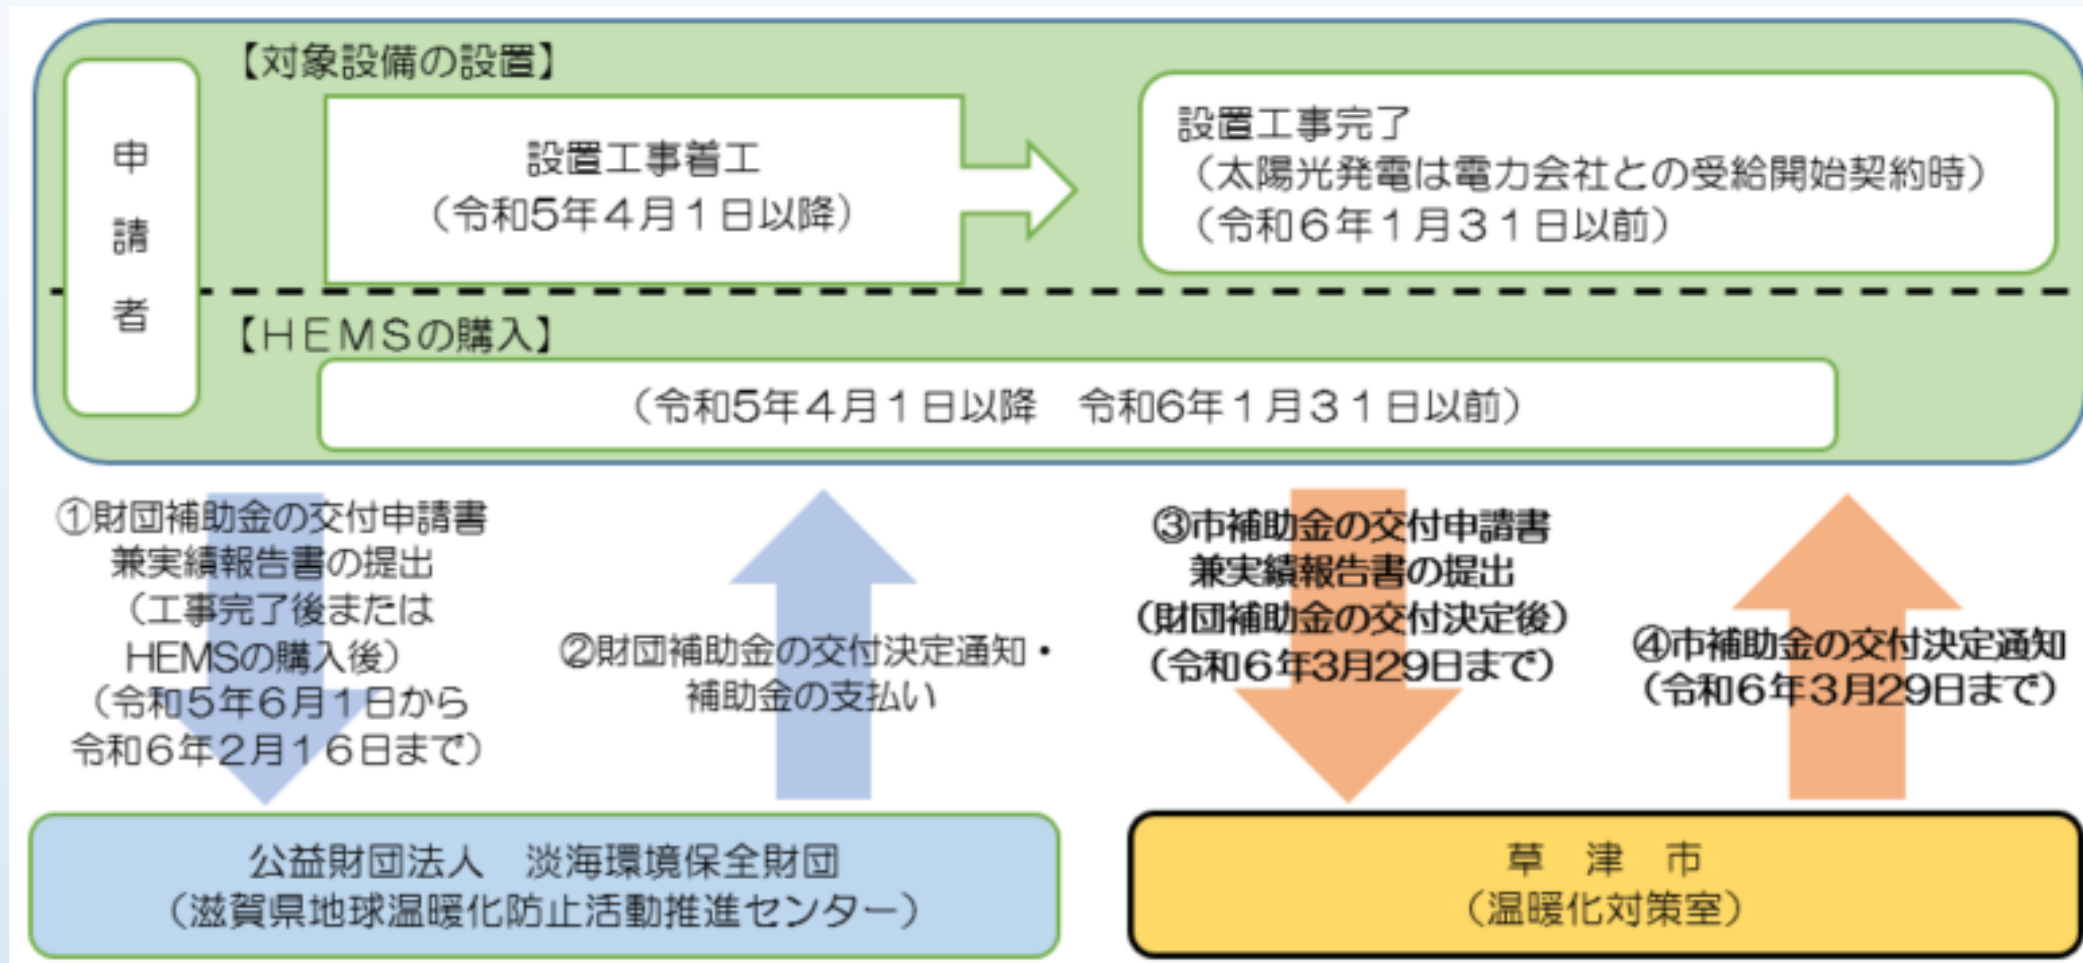 【対象設備の設置】
申
請
者
設置工事着工
（令和5年４月１日以降）
設置工事完了
（太陽光発電は電力会社との受給開始契約時）
（令和６年１月３１日以前）
【ＨＥＭＳの購入】
（令和5年４月１日以降　令和6年１月３１日以前）
①財団補助金の交付申請書
兼実績報告書の提出
（工事完了後または
HEMSの購入後）
（令和５年６月１日から
令和６年２月１６日まで）
②財団補助金の交付決定通知・
補助金の支払い
③市補助金の交付申請書
兼実績報告書の提出
（財団補助金の交付決定後）
（令和６年3月29日まで）
④市補助金の交付決定通知
（令和６年3月29日まで）
公益財団法人　淡海環境保全財団
（滋賀県地球温暖化防止活動推進センター）
草　津　市
（温暖化対策室）